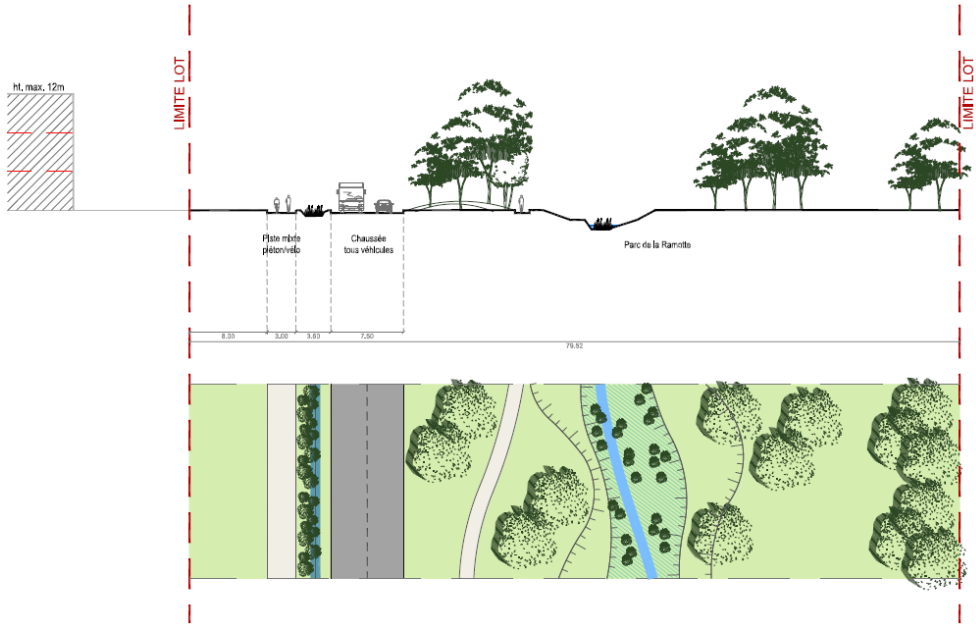 ht. max. 12m
LIMITE LOT
LIMITE LOT
Piste mixte
piéton/vélo
Chaussée
tous véhicules
Parc de la Ramotte
8,20
3,00
3,60
7,50
79,52